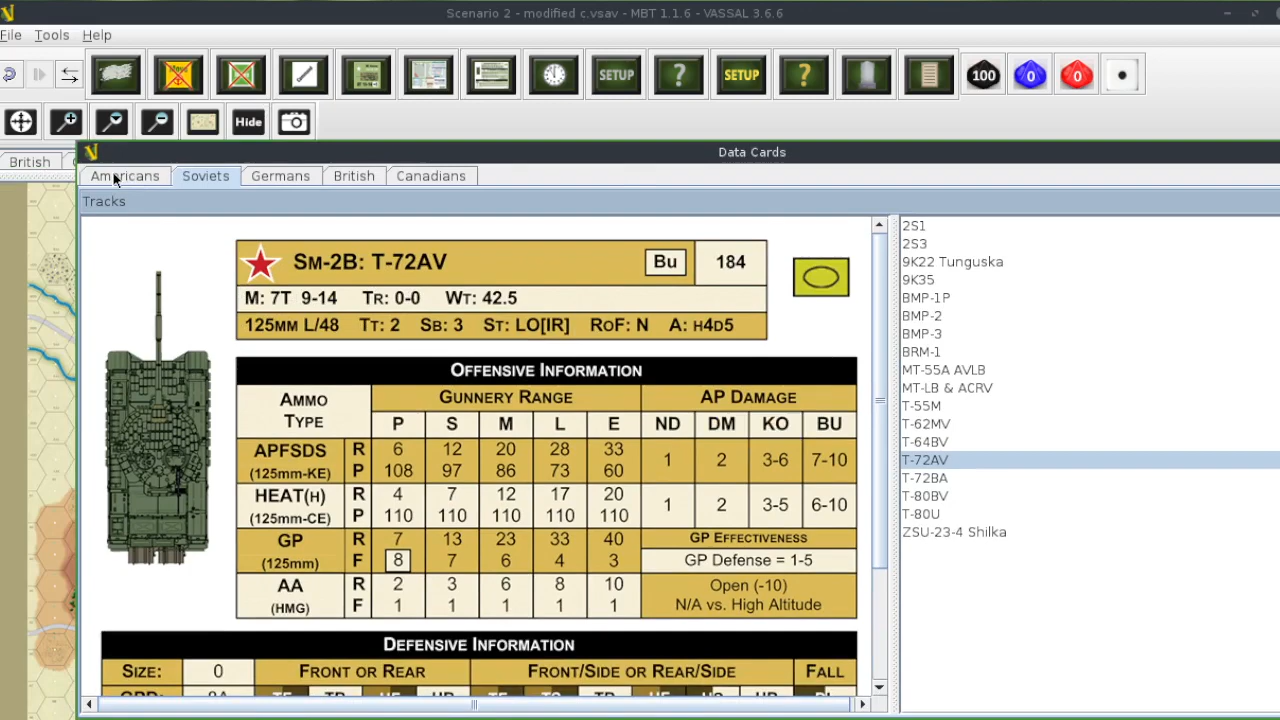 Scenario 2 - modified c.vsav - MBT 1.1.6 - VASSAL 3.6.6
File Tools Help
Move SETUP ? SETUP ? 100 0 0
Hide
British
Data Cards
Americans Soviets Germans British Canadians
Tracks
SM-2B: T-72AV Bu 184
M: 7T 9-14 TR: 0-0 WT: 42.5
125MM L/48 TT: 2 SB: 3 ST: LO[IR] ROF: N A: H4D5
OFFENSIVE INFORMATION
AMMO TYPE GUNNERY RANGE AP DAMAGE
P S M L E ND DM KO BU
APFSDS R 6 12 20 28 33
(125mm-KE) P 108 97 86 73 60 1 2 3-6 7-10
HEAT(H) R 4 7 12 17 20
(125mm-CE) P 110 110 110 110 110 1 2 3-5 6-10
GP R 7 13 23 33 40 GP EFFECTIVENESS
(125mm) F 8 7 6 4 3 GP Defense = 1-5
AA R 2 3 6 8 10 Open (-10)
(HMG) F 1 1 1 1 1 N/A vs. High Altitude
DEFENSIVE INFORMATION
SIZE: 0 FRONT OR REAR FRONT/SIDE OR REAR/SIDE FALL
2S1
2S3
9K22 Tunguska
9K35
BMP-1P
BMP-2
BMP-3
BRM-1
MT-55A AVLB
MT-LB & ACRV
T-55M
T-62MV
T-64BV
T-72AV
T-72BA
T-80BV
T-80U
ZSU-23-4 Shilka